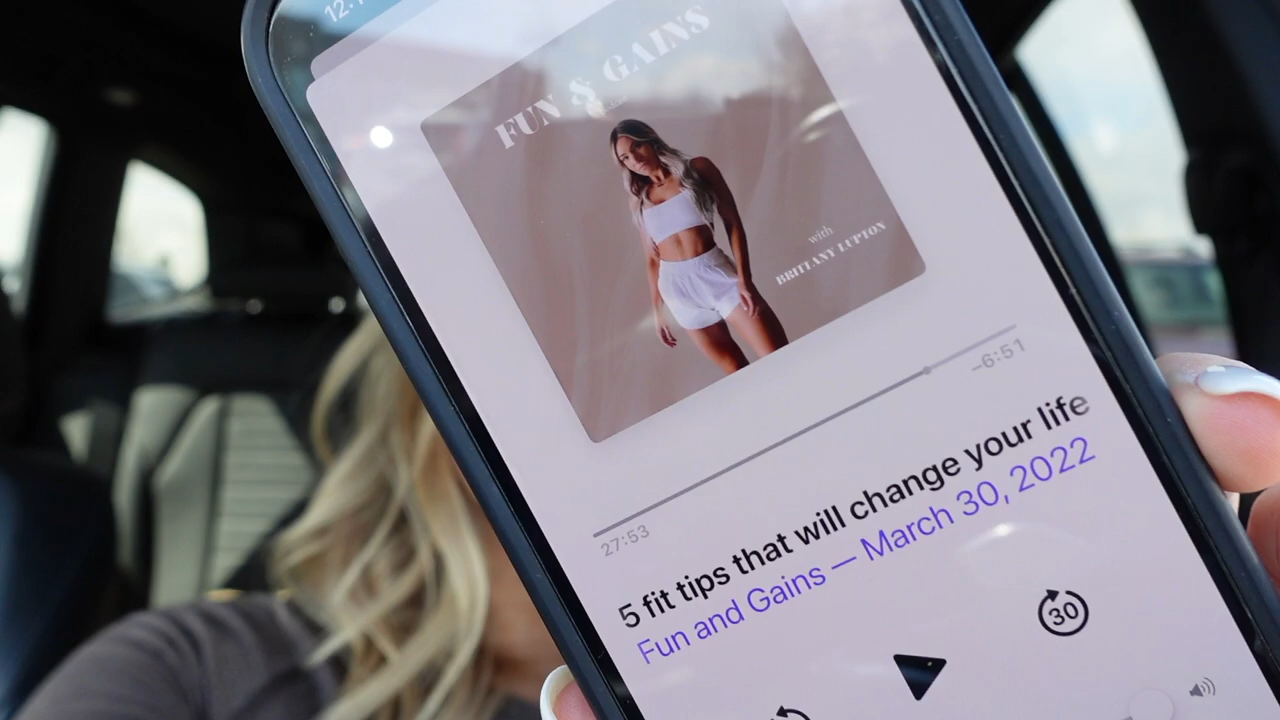 FUN & GAINS
with
BRITTANY LUPTON
-6:51
27:53
5 fit tips that will change your life
Fun and Gains — March 30, 2022
30